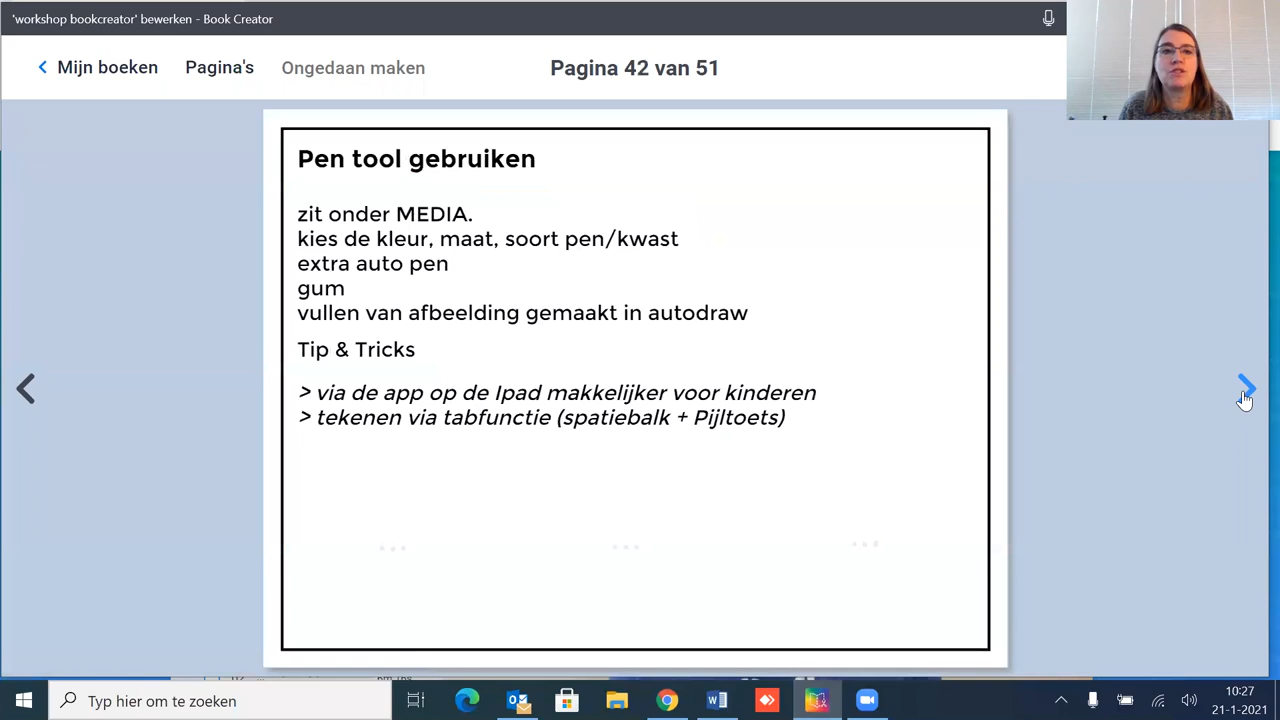 'workshop bookcreator' bewerken - Book Creator
Mijn boeken
Pagina's
Ongedaan maken
Pagina 42 van 51
Pen tool gebruiken
zit onder MEDIA.
kies de kleur, maat, soort pen/kwast
extra auto pen
gum
vullen van afbeelding gemaakt in autodraw
Tip & Tricks
> via de app op de Ipad makkelijker voor kinderen
> tekenen via tabfunctie (spatiebalk + Pijltoets)
Typ hier om te zoeken
10:27
21-1-2021